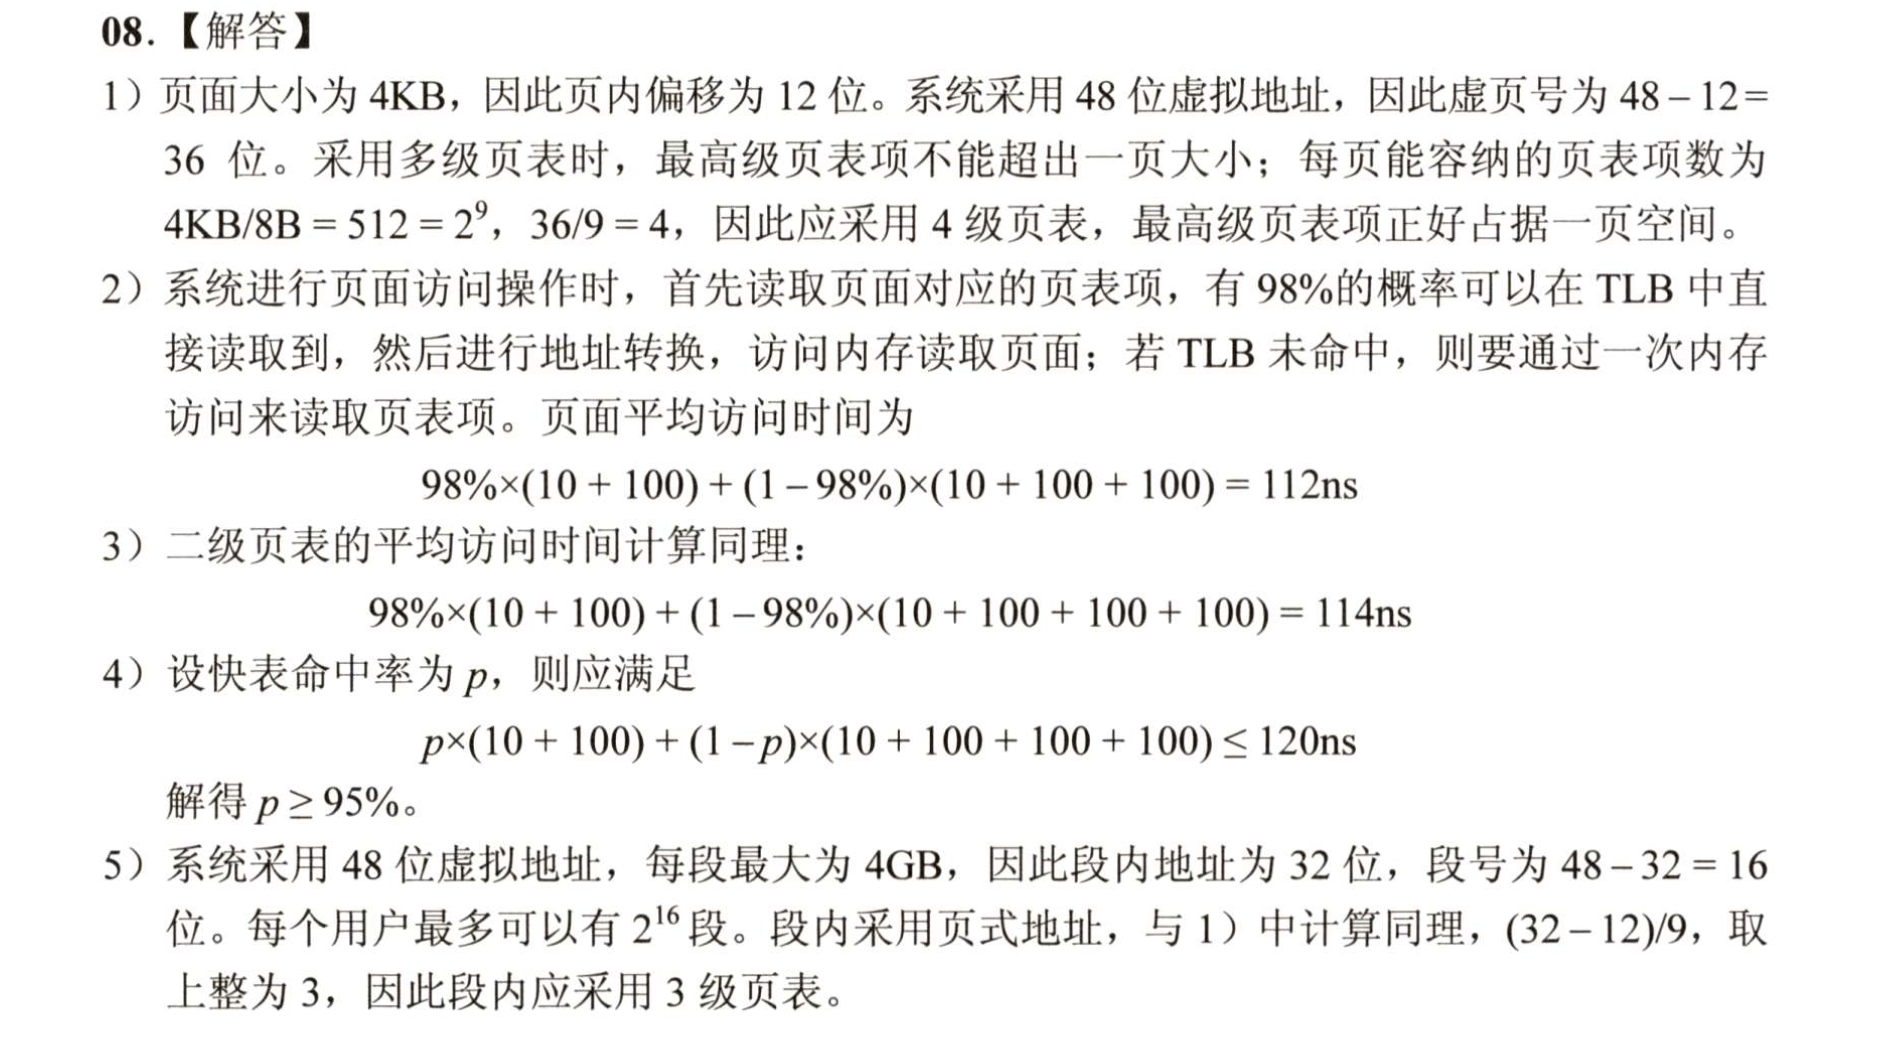 08.【解答】
1）页面大小为 4KB，因此页内偏移为 12 位。系统采用 48 位虚拟地址，因此虚页号为 48 – 12 =
36 位。采用多级页表时，最高级页表项不能超出一页大小；每页能容纳的页表项数为
4KB/8B = 512 = 2⁹，36/9 = 4，因此应采用 4 级页表，最高级页表项正好占据一页空间。
2）系统进行页面访问操作时，首先读取页面对应的页表项，有 98%的概率可以在 TLB 中直
接读取到，然后进行地址转换，访问内存读取页面；若 TLB 未命中，则要通过一次内存
访问来读取页表项。页面平均访问时间为
98%×(10 + 100) + (1 – 98%)×(10 + 100 + 100) = 112ns
3）二级页表的平均访问时间计算同理：
98%×(10 + 100) + (1 – 98%)×(10 + 100 + 100 + 100) = 114ns
4）设快表命中率为 p，则应满足
p×(10 + 100) + (1 – p)×(10 + 100 + 100 + 100) ≤ 120ns
解得 p ≥ 95%。
5）系统采用 48 位虚拟地址，每段最大为 4GB，因此段内地址为 32 位，段号为 48 – 32 = 16
位。每个用户最多可以有 2¹⁶ 段。段内采用页式地址，与 1）中计算同理，(32 – 12)/9，取
上整为 3，因此段内应采用 3 级页表。